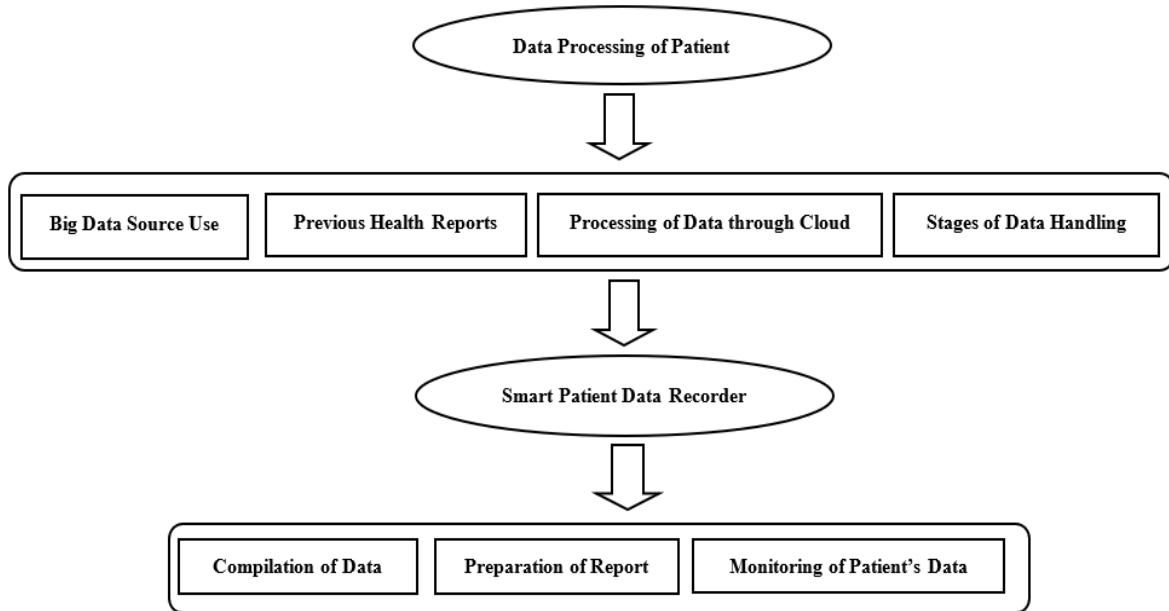 Data Processing of Patient
Big Data Source Use
Previous Health Reports
Processing of Data through Cloud
Stages of Data Handling
Smart Patient Data Recorder
Compilation of Data
Preparation of Report
Monitoring of Patient’s Data